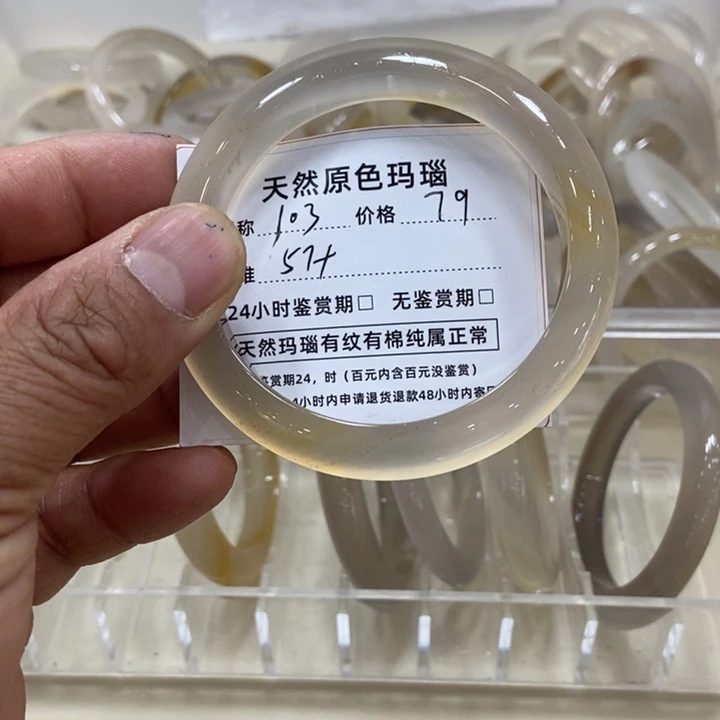 天然原色玛瑙
称 103 价格 79
准 57+
24小时鉴赏期□ 无鉴赏期□
天然玛瑙有纹有棉纯属正常
鉴赏期24，时（百元内含百元没鉴赏）
4小时内申请退货退款48小时内寄回